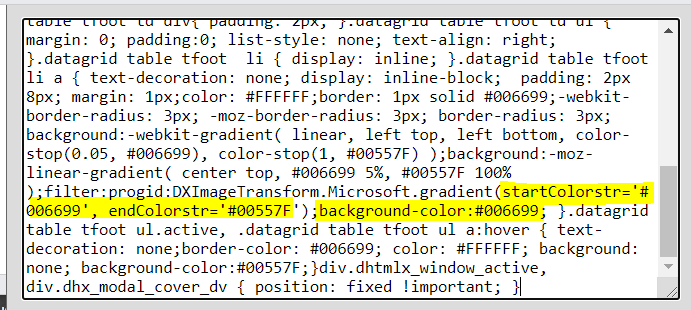 table tfoot td div{ padding: 2px; }.datagrid table tfoot td ul {
margin: 0; padding:0; list-style: none; text-align: right;
}.datagrid table tfoot  li { display: inline; }.datagrid table tfoot
li a { text-decoration: none; display: inline-block;  padding: 2px
8px; margin: 1px;color: #FFFFFF;border: 1px solid #006699;-webkit-
border-radius: 3px; -moz-border-radius: 3px; border-radius: 3px;
background:-webkit-gradient( linear, left top, left bottom, color-
stop(0.05, #006699), color-stop(1, #00557F) );background:-moz-
linear-gradient( center top, #006699 5%, #00557F 100%
);filter:progid:DXImageTransform.Microsoft.gradient(startColorstr='#
006699', endColorstr='#00557F');background-color:#006699; }.datagrid
table tfoot ul.active, .datagrid table tfoot ul a:hover { text-
decoration: none;border-color: #006699; color: #FFFFFF; background:
none; background-color:#00557F;}div.dhtmlx_window_active,
div.dhx_modal_cover_dv { position: fixed !important; }